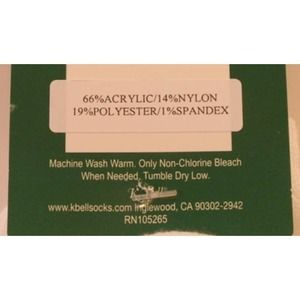 66%ACRYLIC/14%NYLON
19%POLYESTER/1%SPANDEX
Machine Wash Warm. Only Non-Chlorine Bleach
When Needed, Tumble Dry Low.
www.kbellsocks.com Inglewood, CA 90302-2942
RN105265